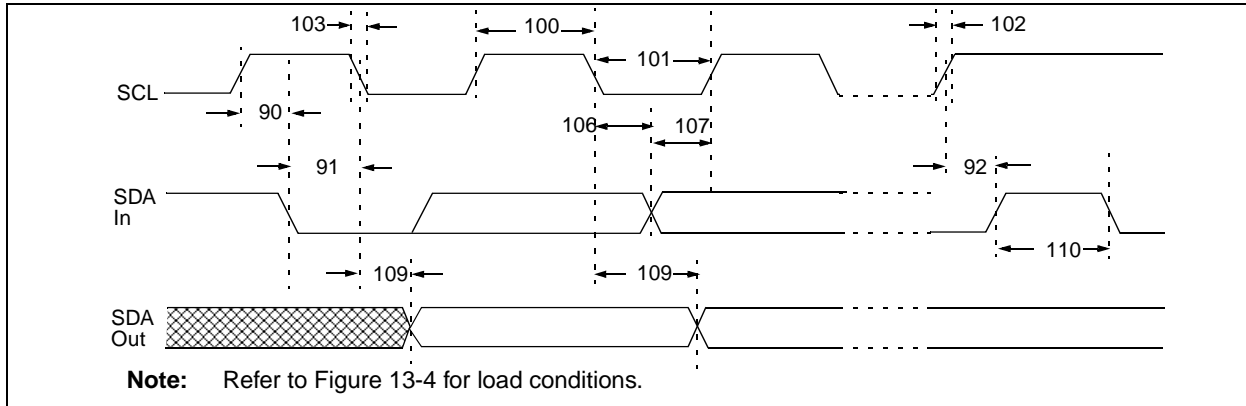 103
100
101
102
SCL
90
106
107
91
92
SDA
In
109
109
110
SDA
Out
Note: Refer to Figure 13-4 for load conditions.